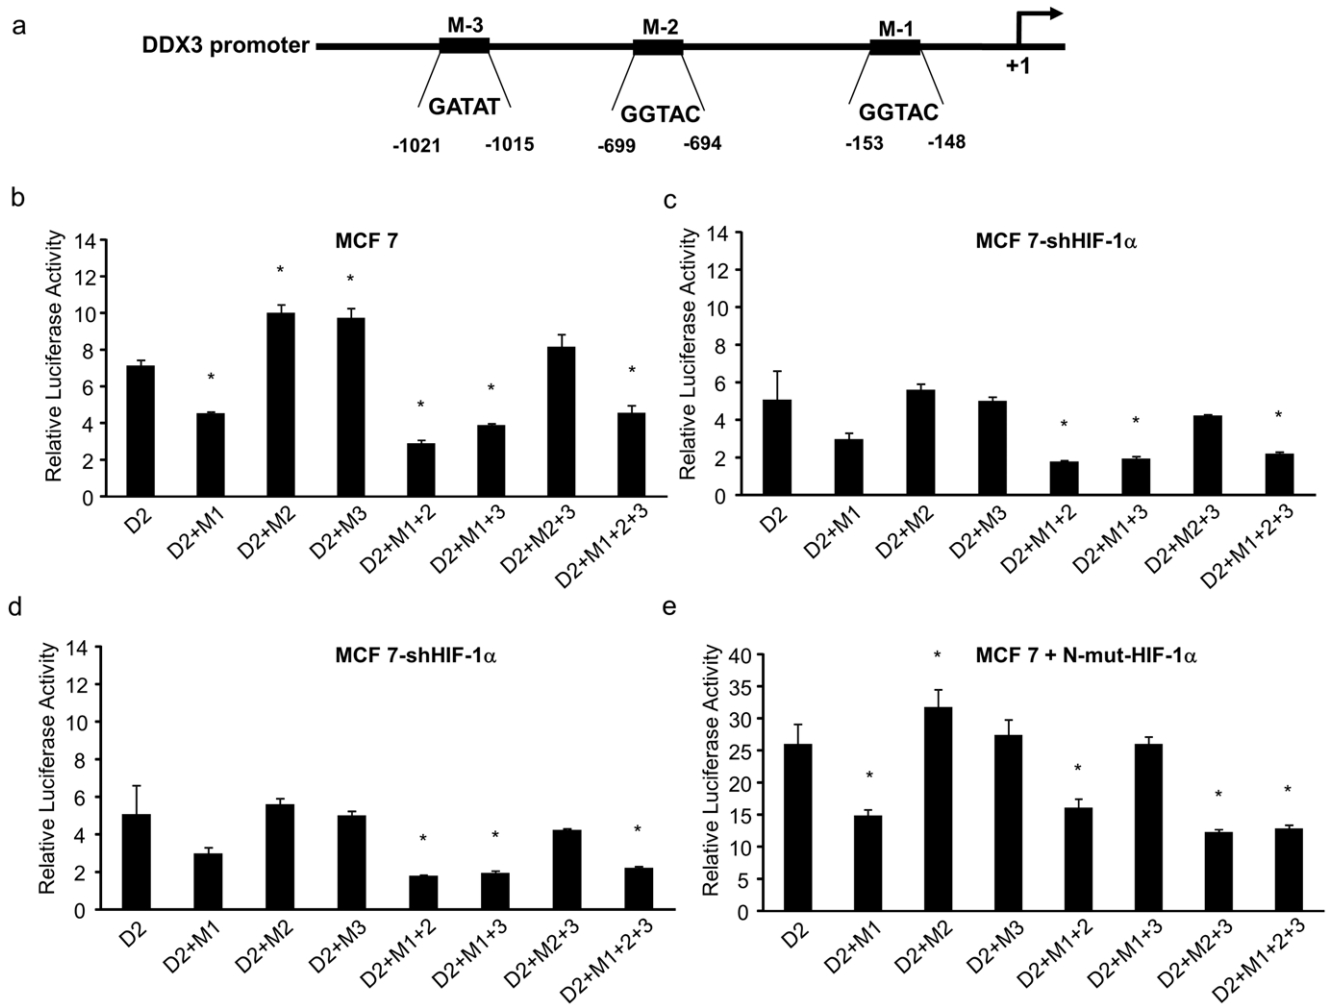 a
DDX3 promoter
M-3 M-2 M-1
+1
GATAT GGTAC GGTAC
-1021 -1015 -699 -694 -153 -148
b
MCF 7
Relative Luciferase Activity
14
12
10
8
6
4
2
0
D2 D2+M1 D2+M2 D2+M3 D2+M1+2 D2+M1+3 D2+M2+3 D2+M1+2+3
* * * * * *
c
MCF 7-shHIF-1α
Relative Luciferase Activity
14
12
10
8
6
4
2
0
D2 D2+M1 D2+M2 D2+M3 D2+M1+2 D2+M1+3 D2+M2+3 D2+M1+2+3
* * *
d
MCF 7-shHIF-1α
Relative Luciferase Activity
14
12
10
8
6
4
2
0
D2 D2+M1 D2+M2 D2+M3 D2+M1+2 D2+M1+3 D2+M2+3 D2+M1+2+3
* * *
e
MCF 7 + N-mut-HIF-1α
Relative Luciferase Activity
40
35
30
25
20
15
10
5
0
D2 D2+M1 D2+M2 D2+M3 D2+M1+2 D2+M1+3 D2+M2+3 D2+M1+2+3
* * * * *